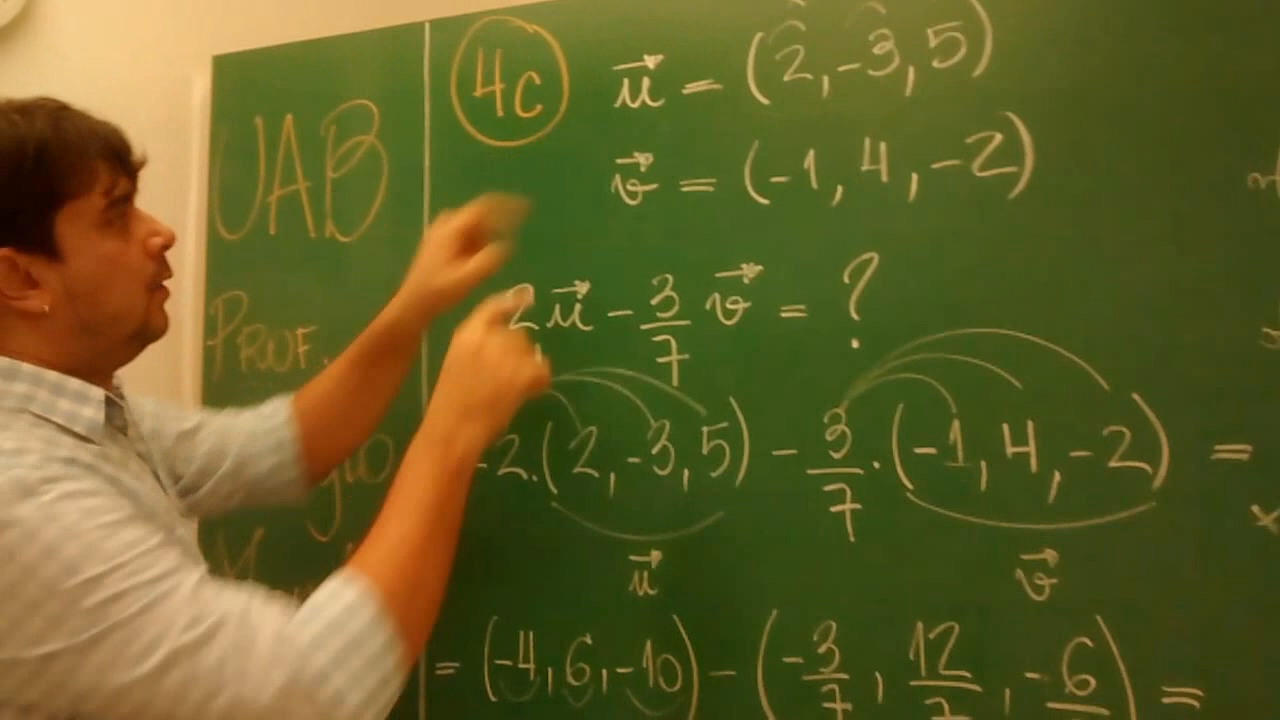 UAB
PROF.
4c
u⃗ = (2, -3, 5)
v⃗ = (-1, 4, -2)
2u⃗ - 3/7 v⃗ = ?
-2.(2, -3, 5) - 3/7.(-1, 4, -2) =
u⃗ v⃗
= (-4, 6, -10) - (-3/7, 12/7, -6
) =